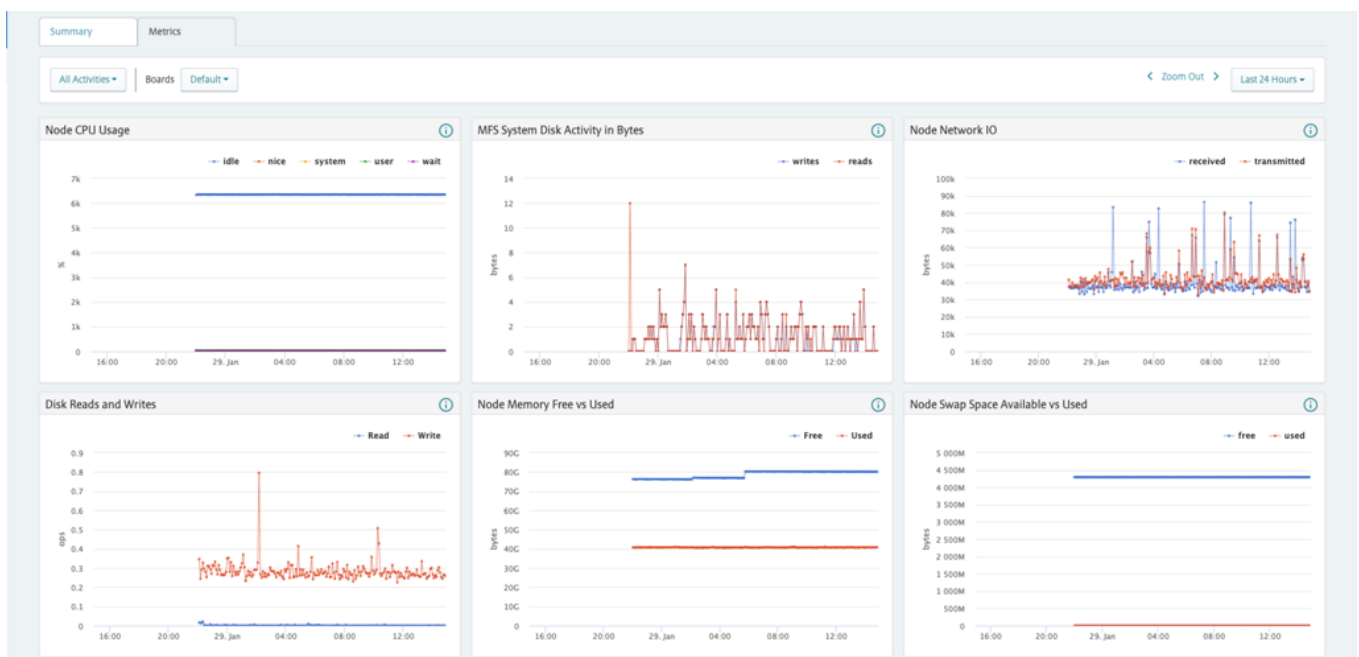 Summary Metrics
All Activities Boards Default Zoom Out Last 24 Hours
Node CPU Usage
idle nice system user wait
7k
6k
5k
4k
3k
2k
1k
0
%
16:00 20:00 29. Jan 04:00 08:00 12:00
MFS System Disk Activity in Bytes
writes reads
14
12
10
8
6
4
2
0
bytes
16:00 20:00 29. Jan 04:00 08:00 12:00
Node Network IO
received transmitted
100k
90k
80k
70k
60k
50k
40k
30k
20k
10k
0
bytes
16:00 20:00 29. Jan 04:00 08:00 12:00
Disk Reads and Writes
Read Write
0.9
0.8
0.7
0.6
0.5
0.4
0.3
0.2
0.1
0
ops
16:00 20:00 29. Jan 04:00 08:00 12:00
Node Memory Free vs Used
Free Used
90G
80G
70G
60G
50G
40G
30G
20G
10G
0
bytes
16:00 20:00 29. Jan 04:00 08:00 12:00
Node Swap Space Available vs Used
free used
5 000M
4 500M
4 000M
3 500M
3 000M
2 500M
2 000M
1 500M
1 000M
500M
0
bytes
16:00 20:00 29. Jan 04:00 08:00 12:00